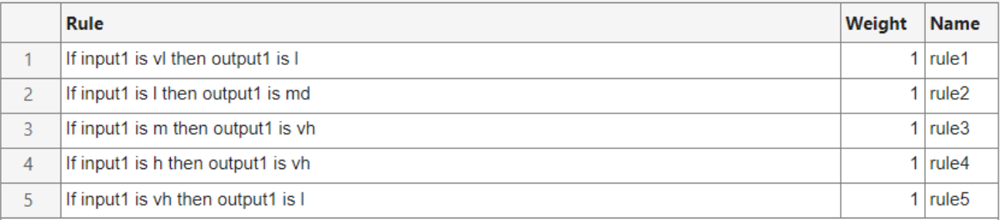 Rule Weight Name
1 If input1 is vl then output1 is l 1 rule1
2 If input1 is l then output1 is md 1 rule2
3 If input1 is m then output1 is vh 1 rule3
4 If input1 is h then output1 is vh 1 rule4
5 If input1 is vh then output1 is l 1 rule5